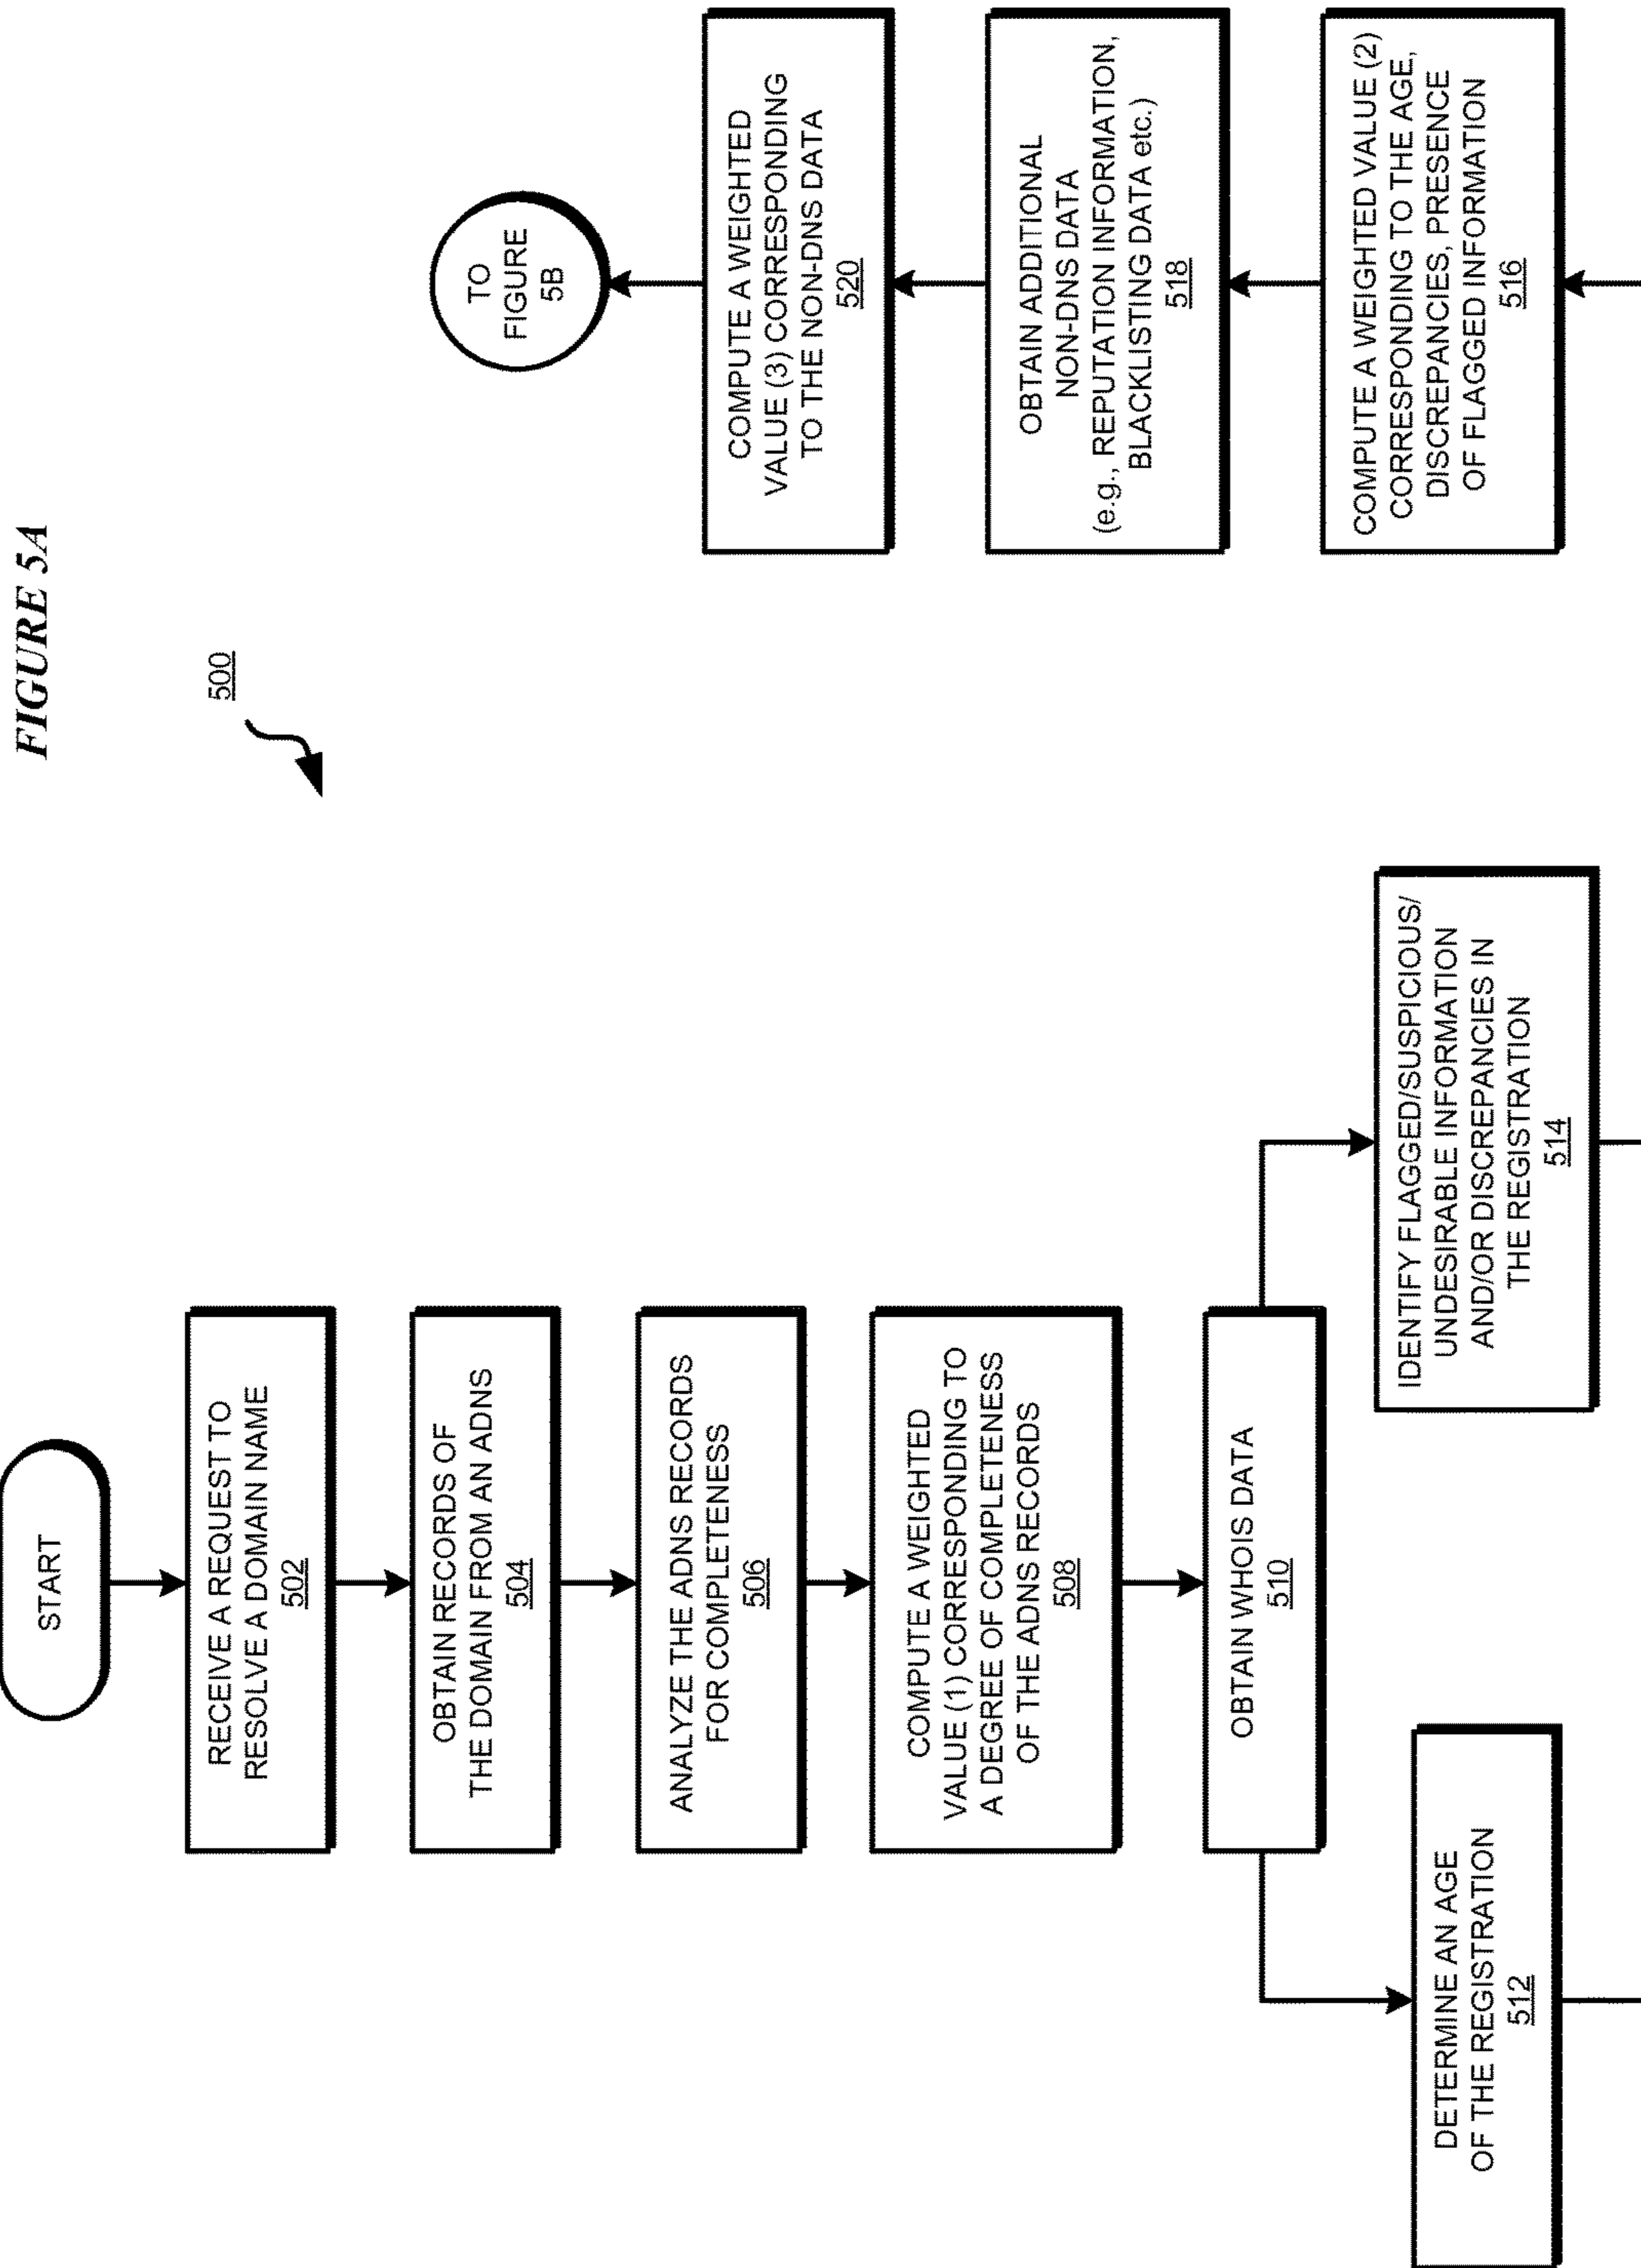 FIGURE 5A
500
START
RECEIVE A REQUEST TO
RESOLVE A DOMAIN NAME
502
OBTAIN RECORDS OF
THE DOMAIN FROM AN ADNS
504
ANALYZE THE ADNS RECORDS
FOR COMPLETENESS
506
COMPUTE A WEIGHTED
VALUE (1) CORRESPONDING TO
A DEGREE OF COMPLETENESS
OF THE ADNS RECORDS
508
OBTAIN WHOIS DATA
510
DETERMINE AN AGE
OF THE REGISTRATION
512
IDENTIFY FLAGGED/SUSPICIOUS/
UNDESIRABLE INFORMATION
AND/OR DISCREPANCIES IN
THE REGISTRATION
514
COMPUTE A WEIGHTED VALUE (2)
CORRESPONDING TO THE AGE,
DISCREPANCIES, PRESENCE
OF FLAGGED INFORMATION
516
OBTAIN ADDITIONAL
NON-DNS DATA
(e.g., REPUTATION INFORMATION,
BLACKLISTING DATA etc.)
518
COMPUTE A WEIGHTED
VALUE (3) CORRESPONDING
TO THE NON-DNS DATA
520
TO
FIGURE
5B